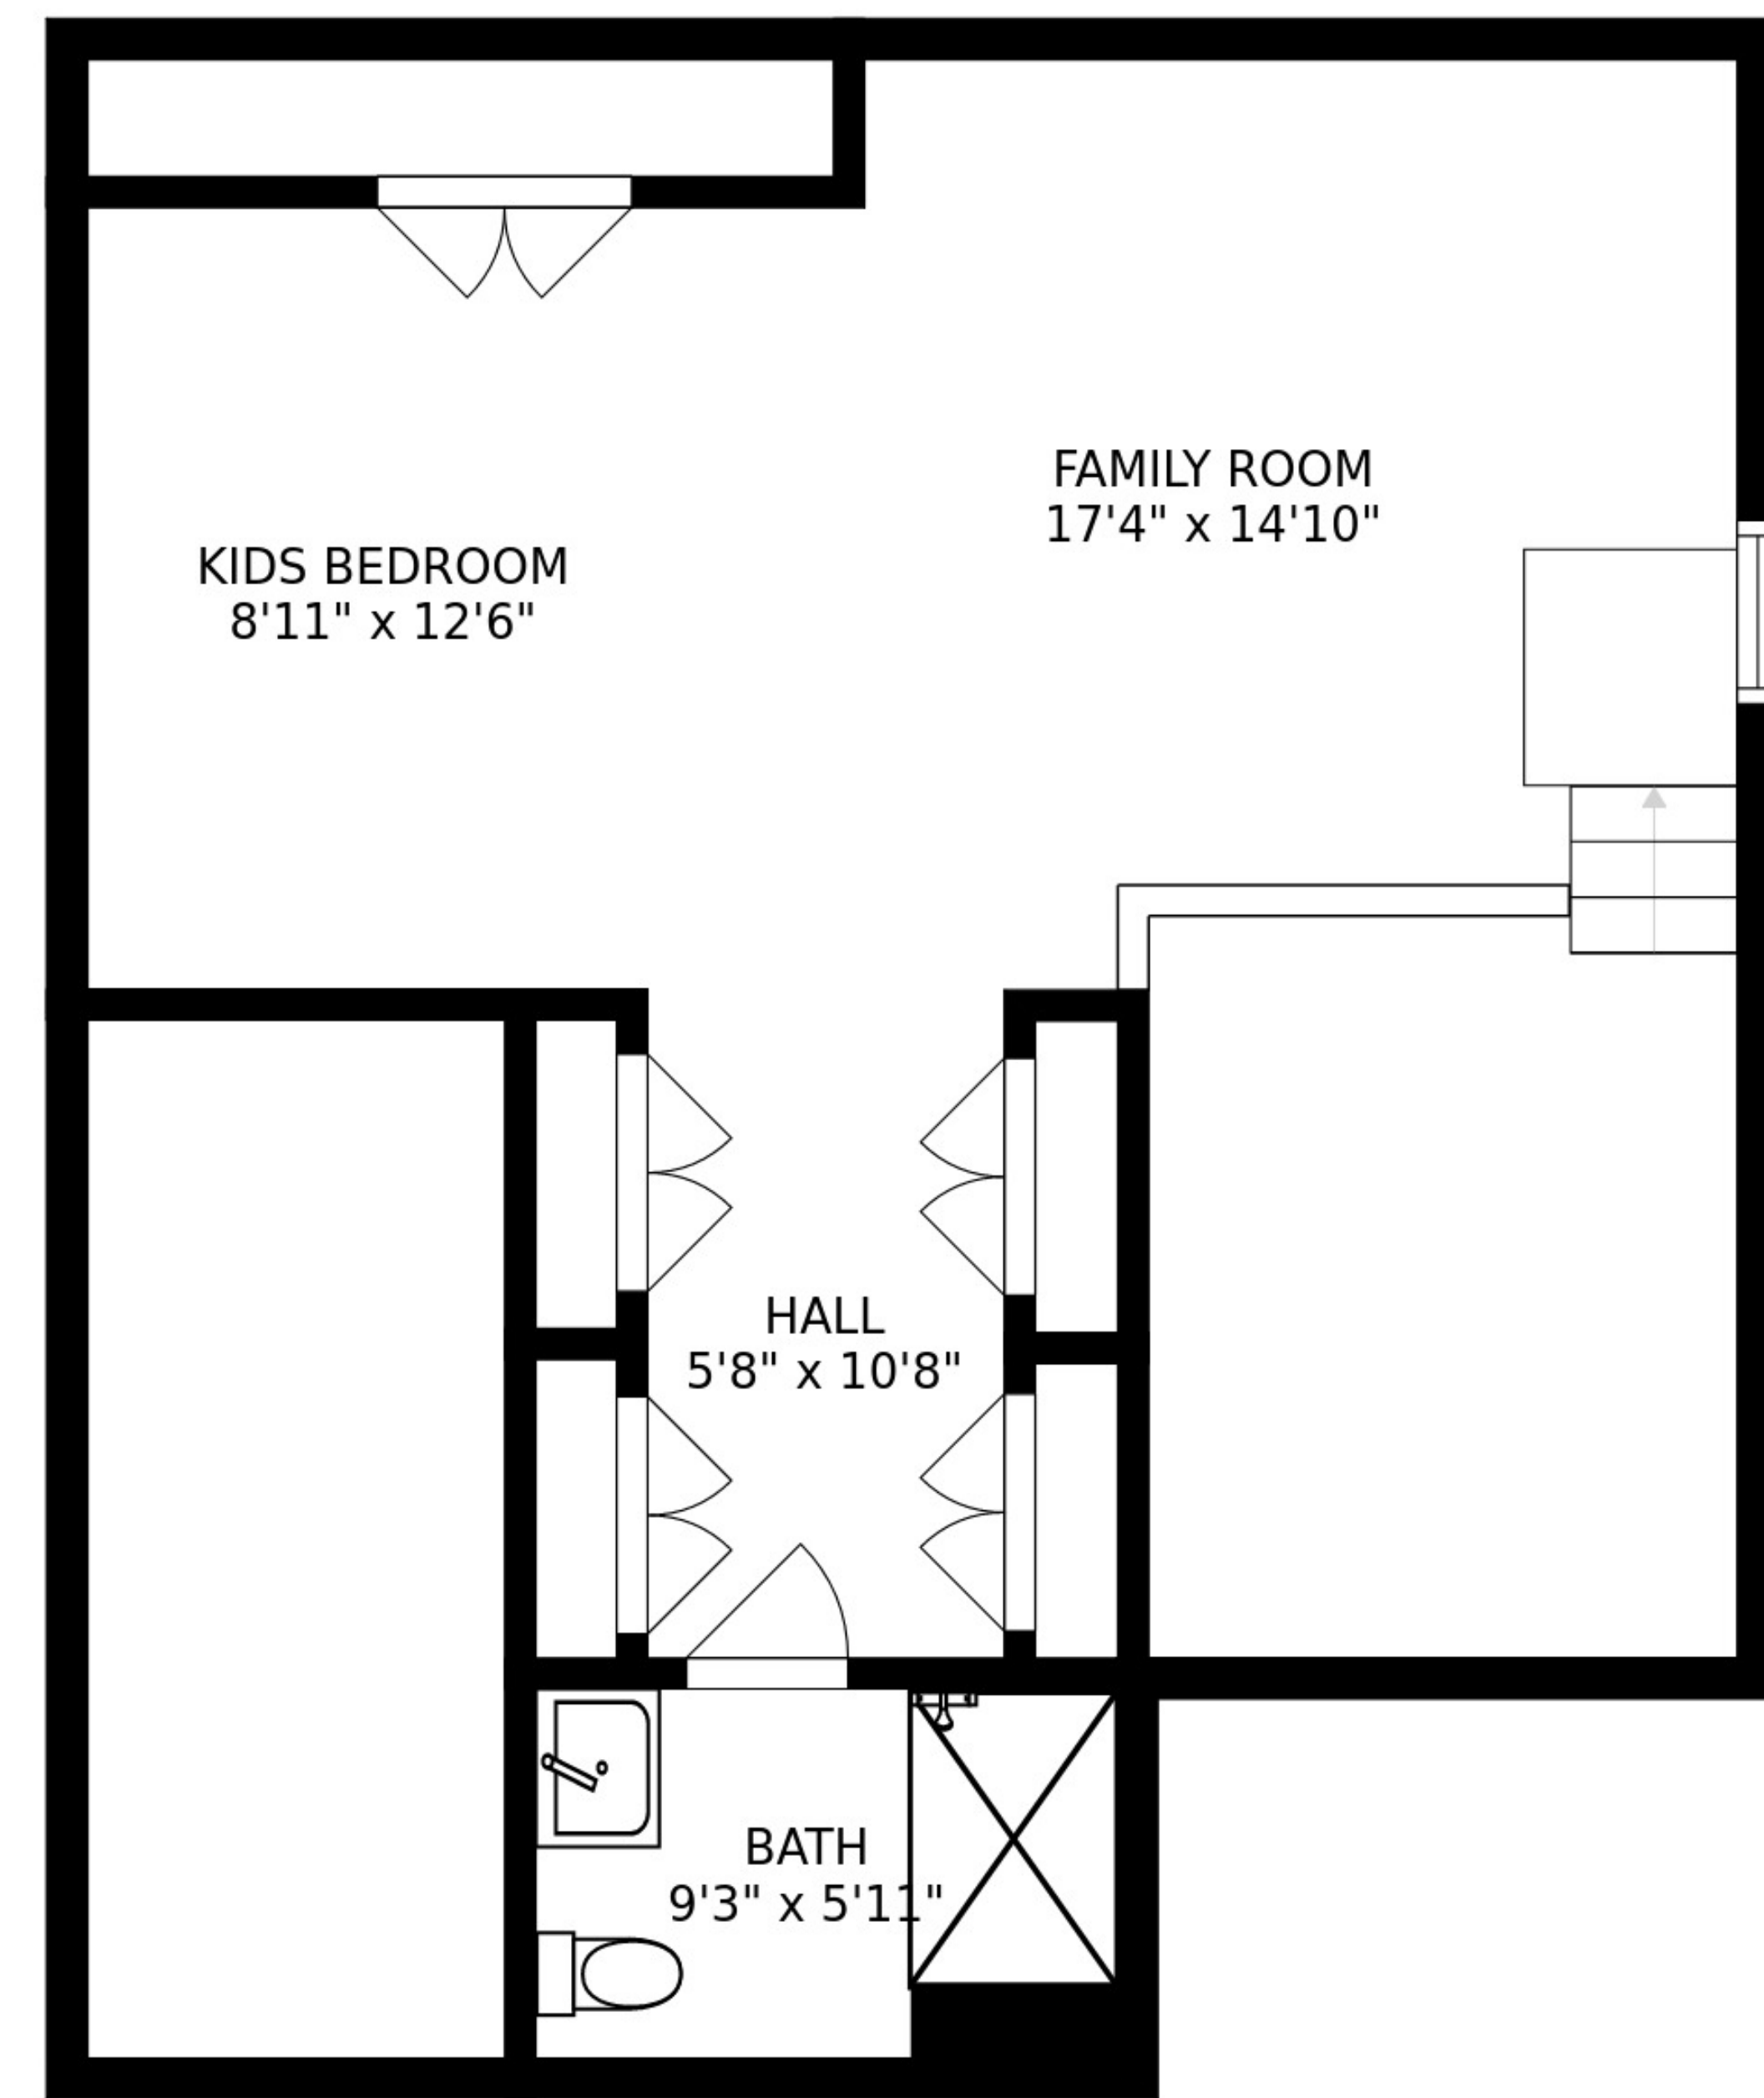 FAMILY ROOM
17'4" x 14'10"
KIDS BEDROOM
8'11" x 12'6"
HALL
5'8" x 10'8"
BATH
9'3" x 5'11"